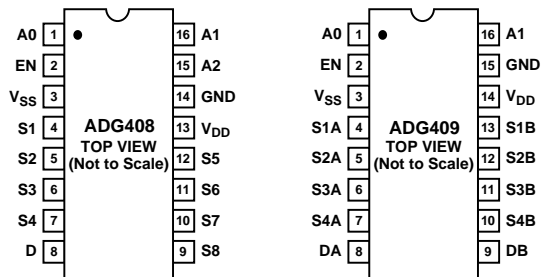 A0 1 16 A1
EN 2 15 A2
VSS 3 14 GND
S1 4 13 VDD
S2 5 12 S5
S3 6 11 S6
S4 7 10 S7
D 8 9 S8
ADG408
TOP VIEW
(Not to Scale)
A0 1 16 A1
EN 2 15 GND
VSS 3 14 VDD
S1A 4 13 S1B
S2A 5 12 S2B
S3A 6 11 S3B
S4A 7 10 S4B
DA 8 9 DB
ADG409
TOP VIEW
(Not to Scale)